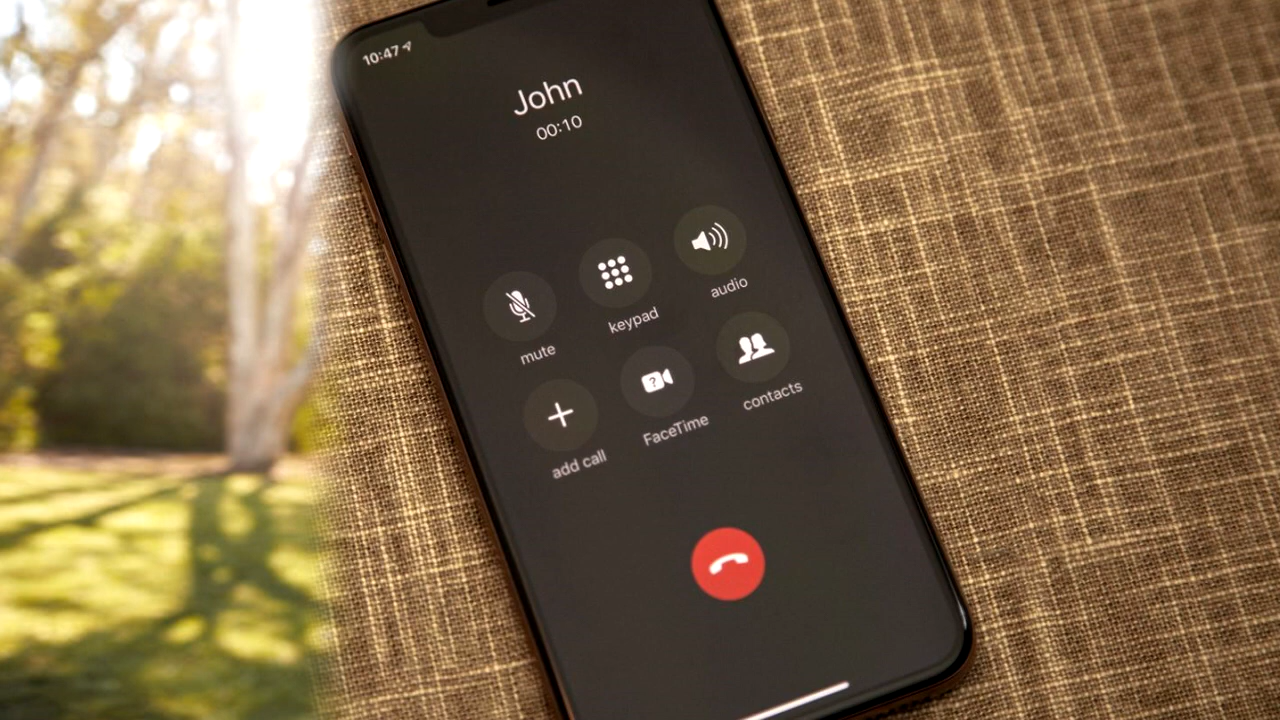 10:47
John
00:10
mute
keypad
audio
add call
FaceTime
contacts